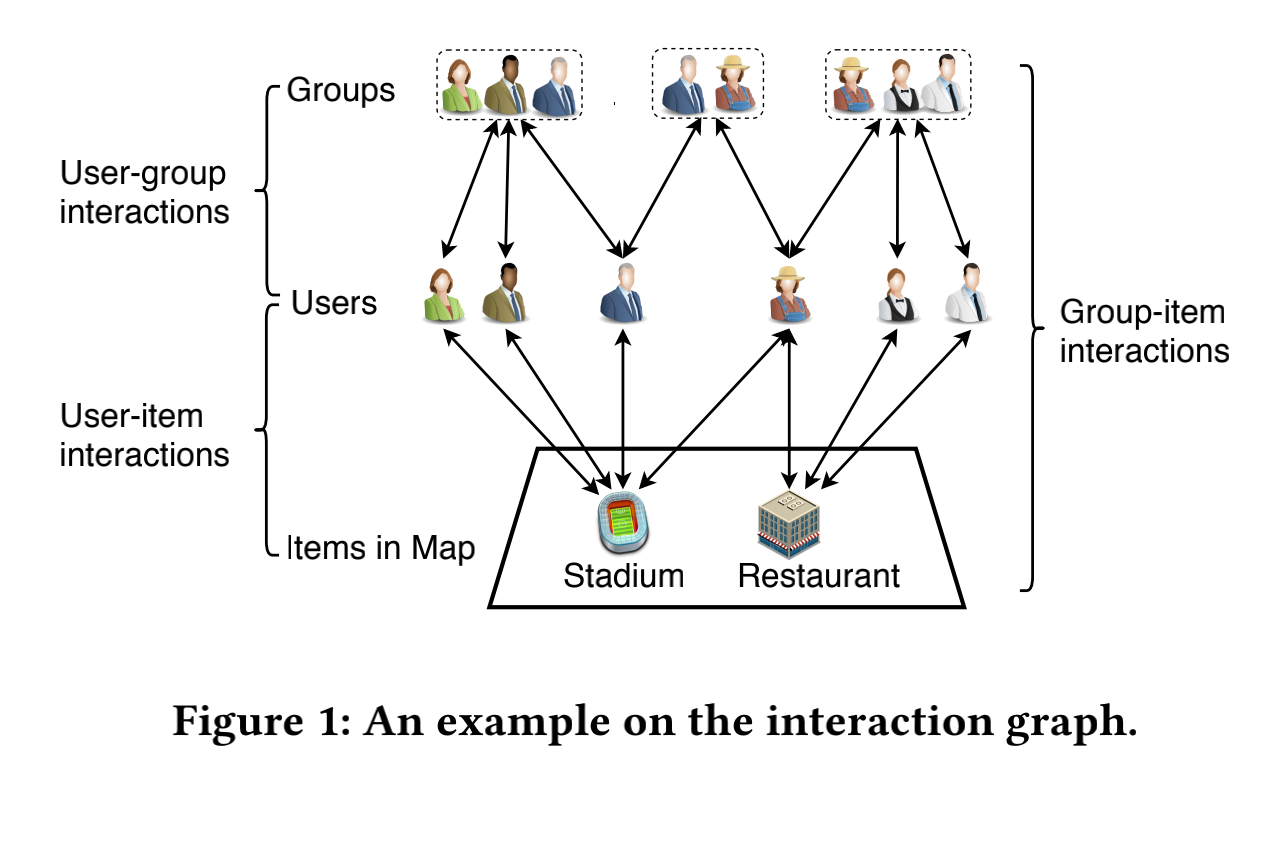 Groups
User-group
interactions
Users
Group-item
interactions
User-item
interactions
Items in Map
Stadium
Restaurant
Figure 1: An example on the interaction graph.